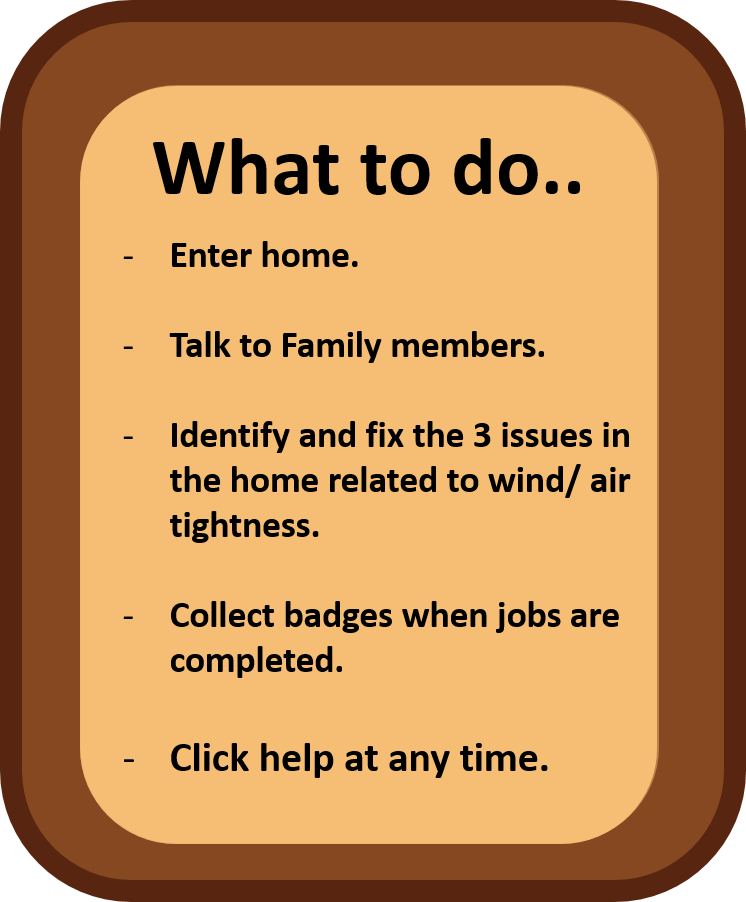 What to do..
- Enter home.
- Talk to Family members.
- Identify and fix the 3 issues in
the home related to wind/ air
tightness.
- Collect badges when jobs are
completed.
- Click help at any time.